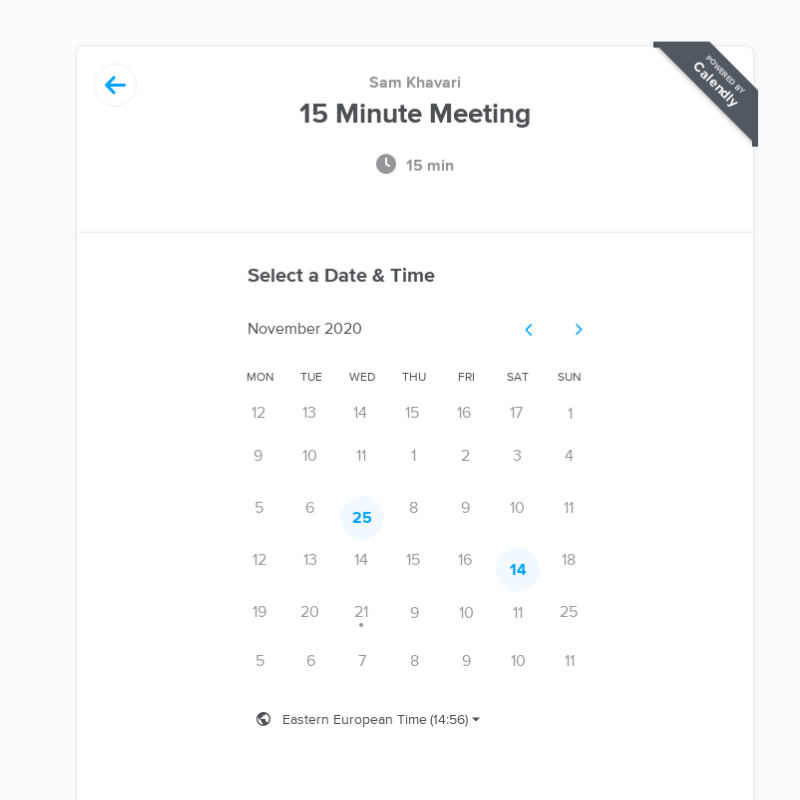 POWERED BY
Calendly
Sam Khavari
15 Minute Meeting
15 min
Select a Date & Time
November 2020
MON TUE WED THU FRI SAT SUN
12 13 14 15 16 17 1
9 10 11 1 2 3 4
5 6 25 8 9 10 11
12 13 14 15 16 14 18
19 20 21 9 10 11 25
5 6 7 8 9 10 11
Eastern European Time (14:56)